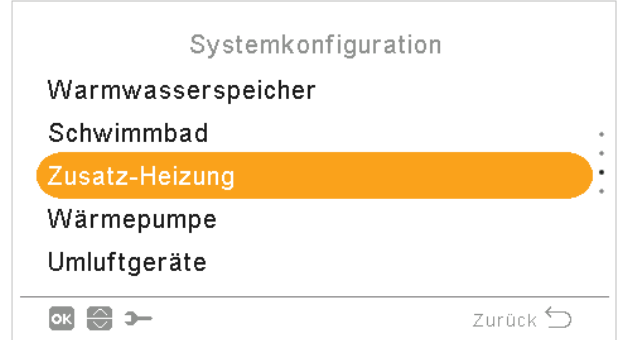 Systemkonfiguration
Warmwasserspeicher
Schwimmbad
Zusatz-Heizung
Wärmepumpe
Umluftgeräte
OK Zurück